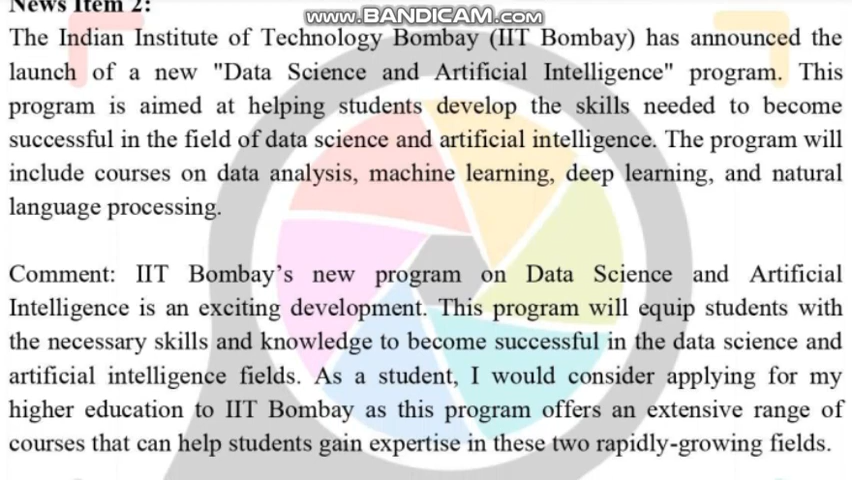 www.BANDICAM.com
News Item 2:
The Indian Institute of Technology Bombay (IIT Bombay) has announced the
launch of a new "Data Science and Artificial Intelligence" program. This
program is aimed at helping students develop the skills needed to become
successful in the field of data science and artificial intelligence. The program will
include courses on data analysis, machine learning, deep learning, and natural
language processing.
Comment: IIT Bombay's new program on Data Science and Artificial
Intelligence is an exciting development. This program will equip students with
the necessary skills and knowledge to become successful in the data science and
artificial intelligence fields. As a student, I would consider applying for my
higher education to IIT Bombay as this program offers an extensive range of
courses that can help students gain expertise in these two rapidly-growing fields.